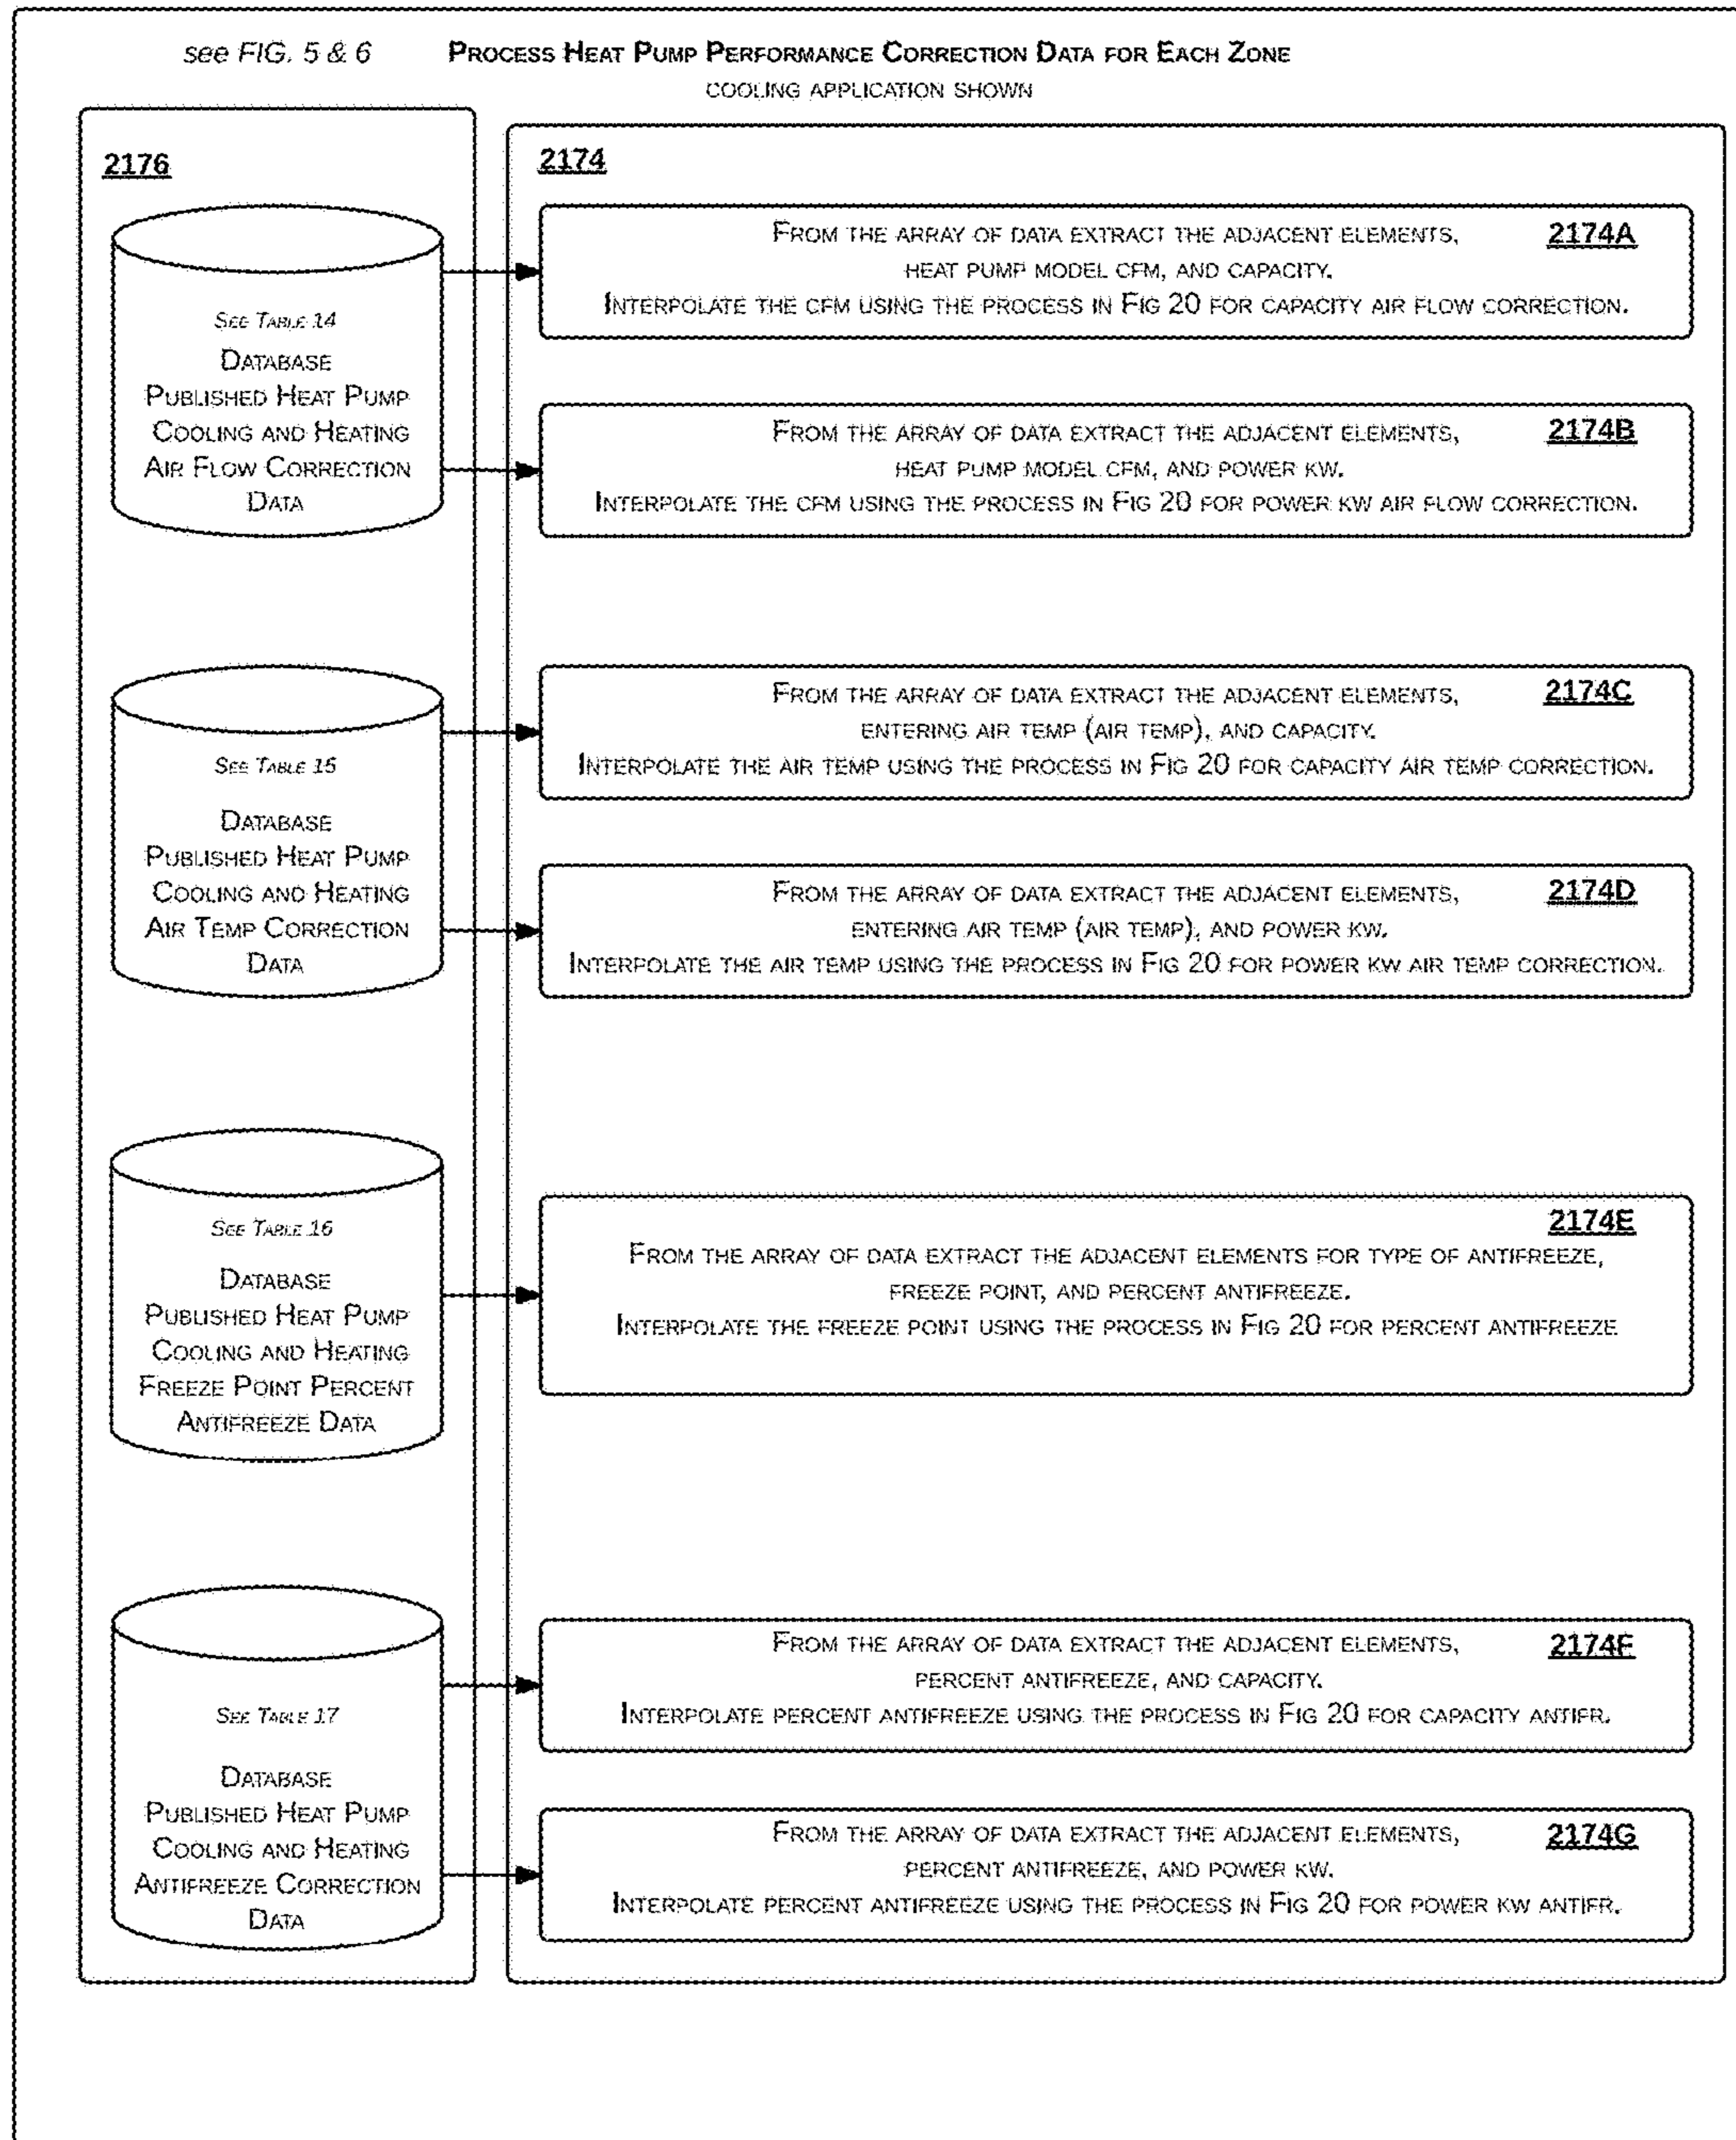 see FIG. 5 & 6
PROCESS HEAT PUMP PERFORMANCE CORRECTION DATA FOR EACH ZONE
COOLING APPLICATION SHOWN
2176
SEE TABLE 14
DATABASE
PUBLISHED HEAT PUMP
COOLING AND HEATING
AIR FLOW CORRECTION
DATA
SEE TABLE 15
DATABASE
PUBLISHED HEAT PUMP
COOLING AND HEATING
AIR TEMP CORRECTION
DATA
SEE TABLE 16
DATABASE
PUBLISHED HEAT PUMP
COOLING AND HEATING
FREEZE POINT PERCENT
ANTIFREEZE DATA
SEE TABLE 17
DATABASE
PUBLISHED HEAT PUMP
COOLING AND HEATING
ANTIFREEZE CORRECTION
DATA
2174
FROM THE ARRAY OF DATA EXTRACT THE ADJACENT ELEMENTS, 2174A
HEAT PUMP MODEL CFM, AND CAPACITY.
INTERPOLATE THE CFM USING THE PROCESS IN FIG 20 FOR CAPACITY AIR FLOW CORRECTION.
FROM THE ARRAY OF DATA EXTRACT THE ADJACENT ELEMENTS, 2174B
HEAT PUMP MODEL CFM, AND POWER KW.
INTERPOLATE THE CFM USING THE PROCESS IN FIG 20 FOR POWER KW AIR FLOW CORRECTION.
FROM THE ARRAY OF DATA EXTRACT THE ADJACENT ELEMENTS, 2174C
ENTERING AIR TEMP (AIR TEMP), AND CAPACITY.
INTERPOLATE THE AIR TEMP USING THE PROCESS IN FIG 20 FOR CAPACITY AIR TEMP CORRECTION.
FROM THE ARRAY OF DATA EXTRACT THE ADJACENT ELEMENTS, 2174D
ENTERING AIR TEMP (AIR TEMP), AND POWER KW.
INTERPOLATE THE AIR TEMP USING THE PROCESS IN FIG 20 FOR POWER KW AIR TEMP CORRECTION.
2174E
FROM THE ARRAY OF DATA EXTRACT THE ADJACENT ELEMENTS FOR TYPE OF ANTIFREEZE,
FREEZE POINT, AND PERCENT ANTIFREEZE.
INTERPOLATE THE FREEZE POINT USING THE PROCESS IN FIG 20 FOR PERCENT ANTIFREEZE
FROM THE ARRAY OF DATA EXTRACT THE ADJACENT ELEMENTS, 2174F
PERCENT ANTIFREEZE, AND CAPACITY.
INTERPOLATE PERCENT ANTIFREEZE USING THE PROCESS IN FIG 20 FOR CAPACITY ANTIFR.
FROM THE ARRAY OF DATA EXTRACT THE ADJACENT ELEMENTS, 2174G
PERCENT ANTIFREEZE, AND POWER KW.
INTERPOLATE PERCENT ANTIFREEZE USING THE PROCESS IN FIG 20 FOR POWER KW ANTIFR.